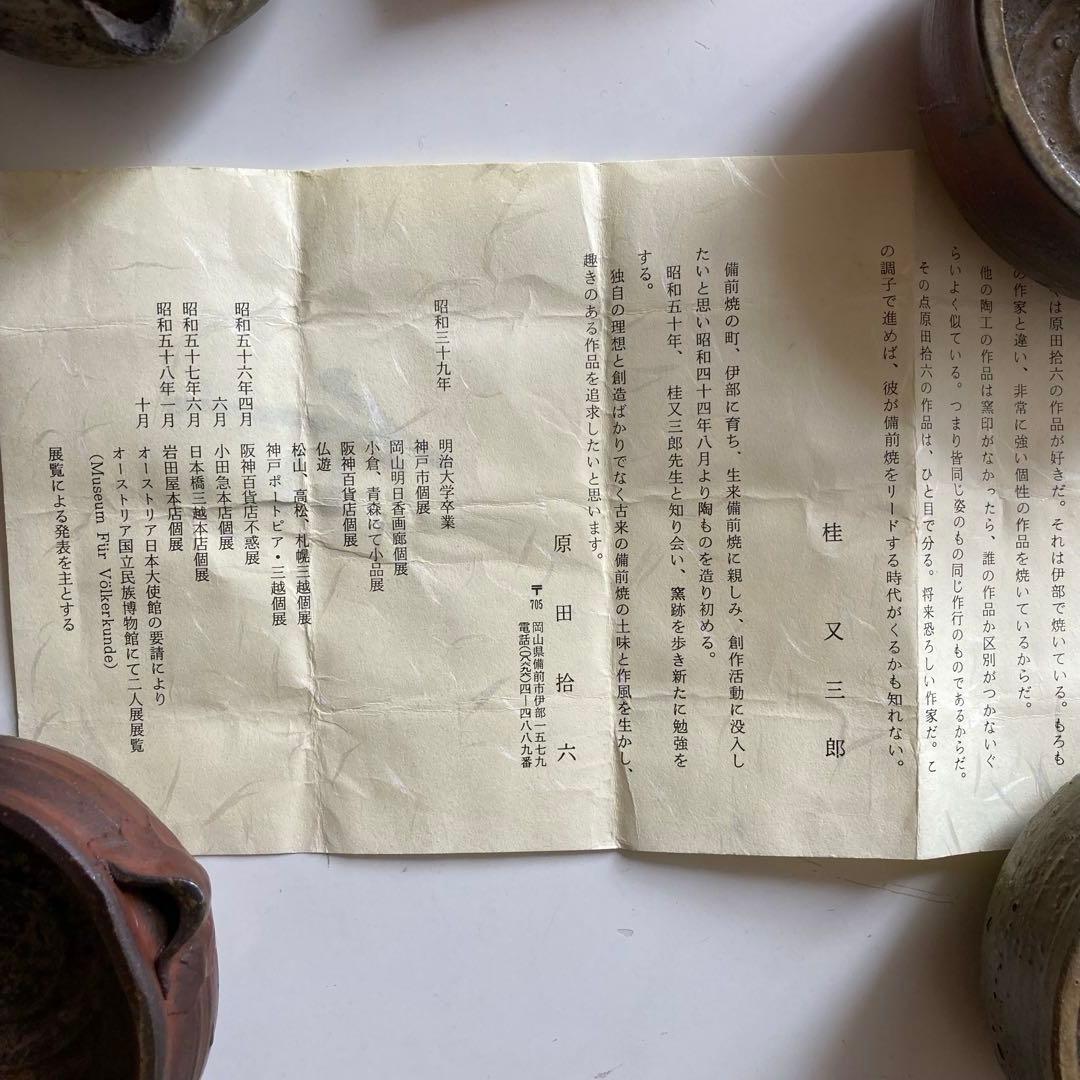 くは原田拾六の作品が好きだ。それは伊部で焼いている。もろも
の作家と違い、非常に強い個性の作品を焼いているからだ。
他の陶工の作品は窯印がなかったら、誰の作品か区別がつかないぐ
らいよく似ている。つまり皆同じ姿のもの同じ作行のものであるからだ。
その点原田拾六の作品は、ひと目で分る。将来恐ろしい作家だ。こ
の調子で進めば、彼が備前焼をリードする時代がくるかも知れない。
桂又三郎
備前焼の町、伊部に育ち、生来備前焼に親しみ、創作活動に没入し
たいと思い昭和四十四年八月より陶ものを造り初める。
昭和五十年、桂又三郎先生と知り会い、窯跡を歩き新たに勉強を
する。
独自の理想と創造ばかりでなく古来の備前焼の土味と作風を生かし、
趣きのある作品を追求したいと思います。
原田拾六
〒705 岡山県備前市伊部一五七九
電話(〇八六九六)四―四八八九番
昭和三十九年 明治大学卒業
神戸市個展
岡山明日香画廊個展
小倉、青森にて小品展
阪神百貨店個展
仏遊
松山、高松、札幌三越個展
神戸ポートピア・三越個展
昭和五十六年四月 阪神百貨店不惑展
六月 小田急本店個展
昭和五十七年六月 日本橋三越本店個展
昭和五十八年一月 岩田屋本店個展
十月 オーストリア日本大使館の要請により
オーストリア国立民族博物館にて二人展展覧
(Museum Für Völkerkunde)
展覧による発表を主とする